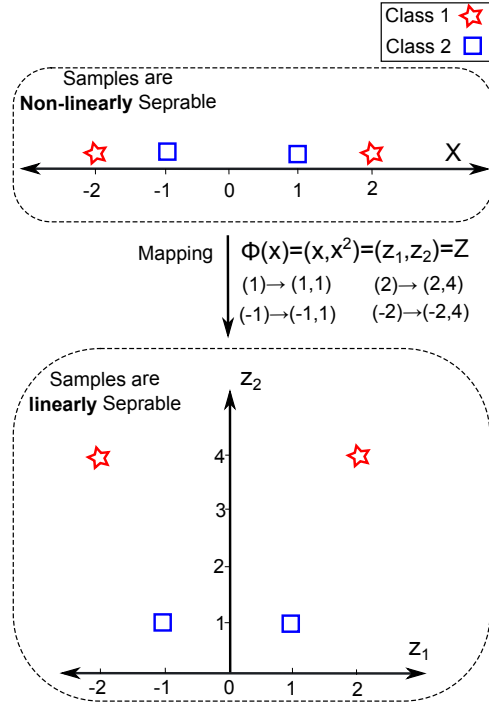 Class 1
Class 2
Samples are
Non-linearly Seprable
X
-2 -1 0 1 2
Mapping
Φ(x)=(x,x²)=(z₁,z₂)=Z
(1)→(1,1) (2)→(2,4)
(-1)→(-1,1) (-2)→(-2,4)
Samples are
linearly Seprable
z₂
4
3
2
1
z₁
-2 -1 0 1 2